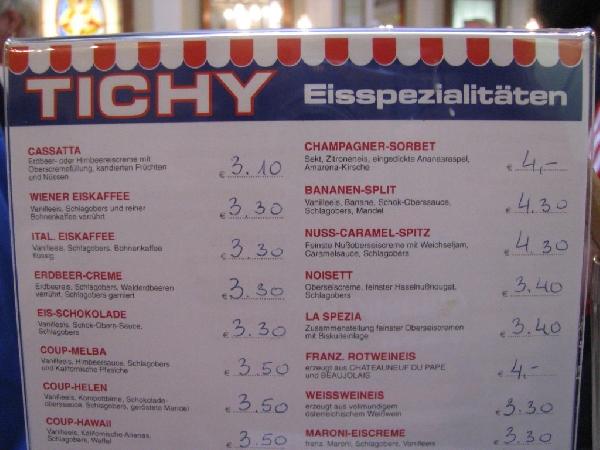 TICHY Eisspezialitäten
CASSATTA
Erdbeer- oder Himbeereiscreme mit
Oberscremefüllung, kandierten Früchten
und Nüssen
€ 3.10
WIENER EISKAFFEE
Vanilleeis, Schlagobers und reiner
Bohnenkaffee verrührt
€ 3.30
ITAL. EISKAFFEE
Vanilleeis, Schlagobers, Bohnenkaffee
flüssig
€ 3.30
ERDBEER-CREME
Erdbeereis, Schlagobers, Walderdbeeren
verrührt, Schlagobers garniert
€ 3.30
EIS-SCHOKOLADE
Vanilleeis, Schok-Obers-Sauce,
Schlagobers
€ 3.30
COUP-MELBA
Vanilleeis, Himbeersauce, Schlagobers
und Kalifornische Pfirsiche
€ 3.50
COUP-HELEN
Vanilleeis, Kompottbirne, Schokolade-
oberssauce, Schlagobers, geröstete Mandel
€ 3.50
COUP-HAWAII
Vanilleeis, Kalifornische Ananas,
Schlagobers, Waffel
€ 3.50
CHAMPAGNER-SORBET
Sekt, Zitroneneis, eingedickte Ananasraspel,
Amarena-Kirsche
€ 4,-
BANANEN-SPLIT
Vanilleeis, Banane, Schok-Oberssauce,
Schlagobers, Mandel
€ 4.30
NUSS-CARAMEL-SPITZ
Feinste Nußoberseiscreme mit Weichseljam,
Caramelsauce, Schlagobers
€ 4.30
NOISETT
Oberseiscreme, feinster Haselnußnougat,
Schlagobers
€ 3.40
LA SPEZIA
Zusammenstellung feinster Oberseiscremen
mit Biskuiteinlage
€ 3.40
FRANZ. ROTWEINEIS
erzeugt aus CHATEAUNEUF DU PAPE
und BEAUJOLAIS
€ 4,-
WEISSWEINEIS
erzeugt aus vollmundigem
österreichischem Weißwein
€ 3.30
MARONI-EISCREME
franz. Maroni, Schlagobers, Vanilleeis
€ 3.30